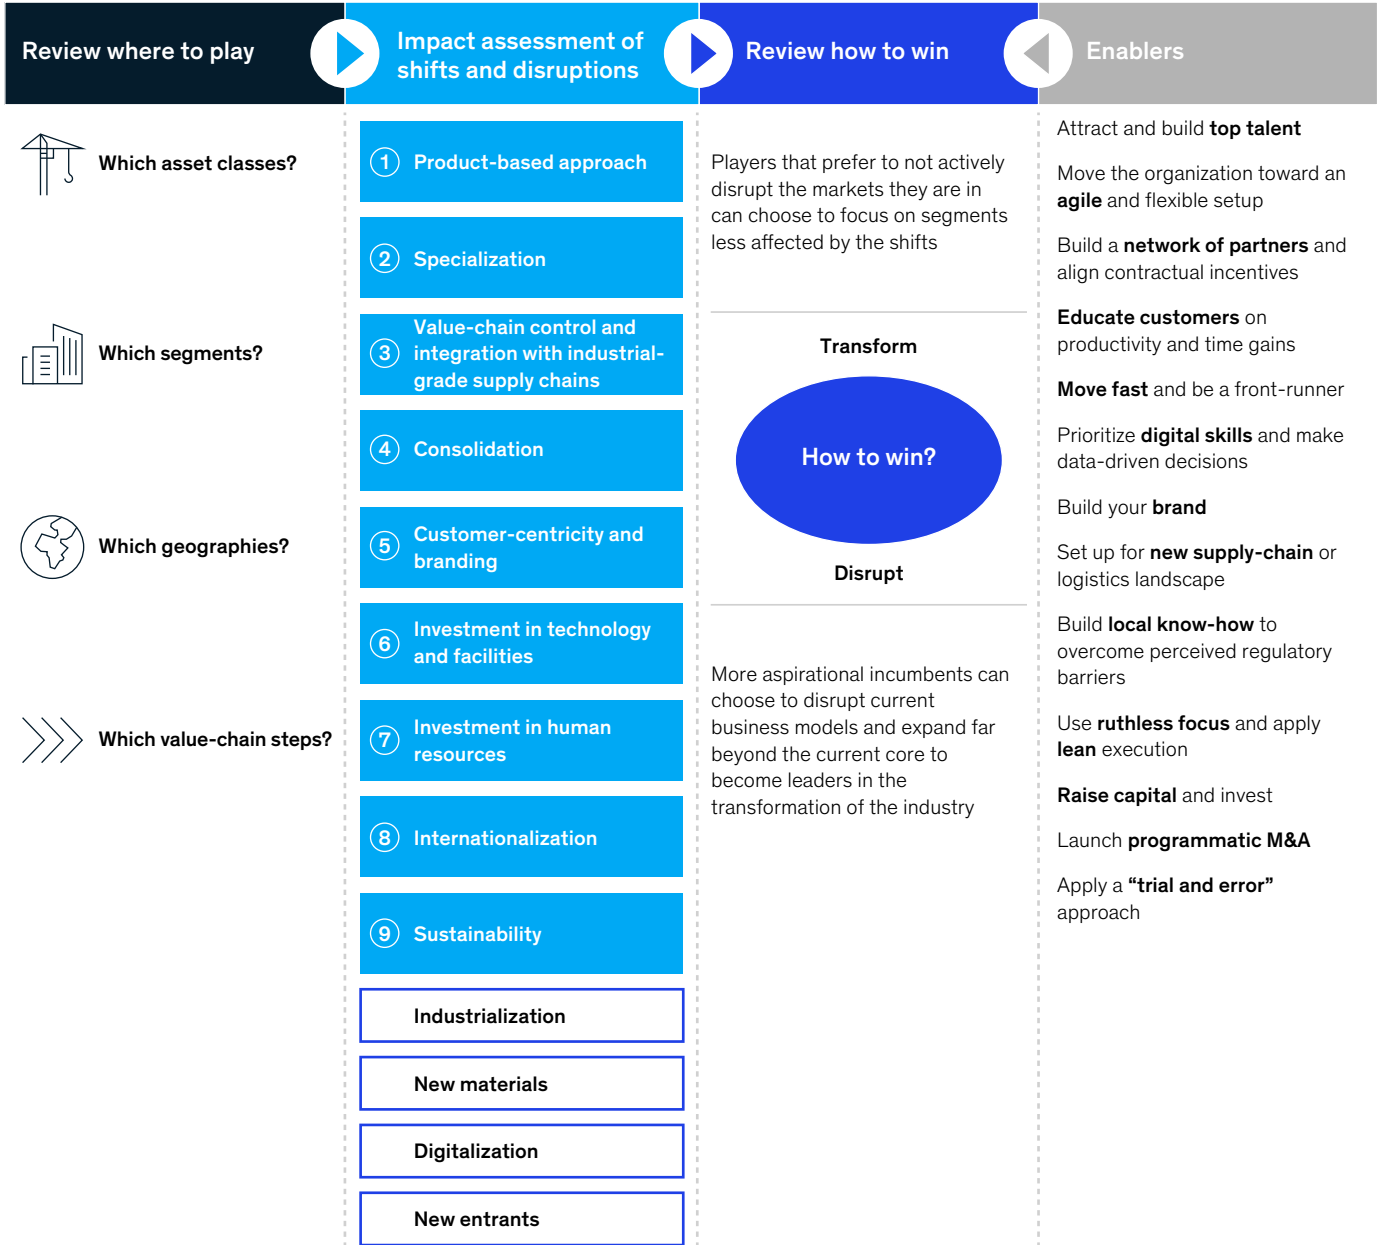 Review where to play
Impact assessment of
shifts and disruptions
Review how to win
Enablers
Which asset classes?
Which segments?
Which geographies?
Which value-chain steps?
1 Product-based approach
2 Specialization
3 Value-chain control and
integration with industrial-
grade supply chains
4 Consolidation
5 Customer-centricity and
branding
6 Investment in technology
and facilities
7 Investment in human
resources
8 Internationalization
9 Sustainability
Industrialization
New materials
Digitalization
New entrants
Players that prefer to not actively
disrupt the markets they are in
can choose to focus on segments
less affected by the shifts
Transform
How to win?
Disrupt
More aspirational incumbents can
choose to disrupt current
business models and expand far
beyond the current core to
become leaders in the
transformation of the industry
Attract and build top talent
Move the organization toward an
agile and flexible setup
Build a network of partners and
align contractual incentives
Educate customers on
productivity and time gains
Move fast and be a front-runner
Prioritize digital skills and make
data-driven decisions
Build your brand
Set up for new supply-chain or
logistics landscape
Build local know-how to
overcome perceived regulatory
barriers
Use ruthless focus and apply
lean execution
Raise capital and invest
Launch programmatic M&A
Apply a “trial and error”
approach